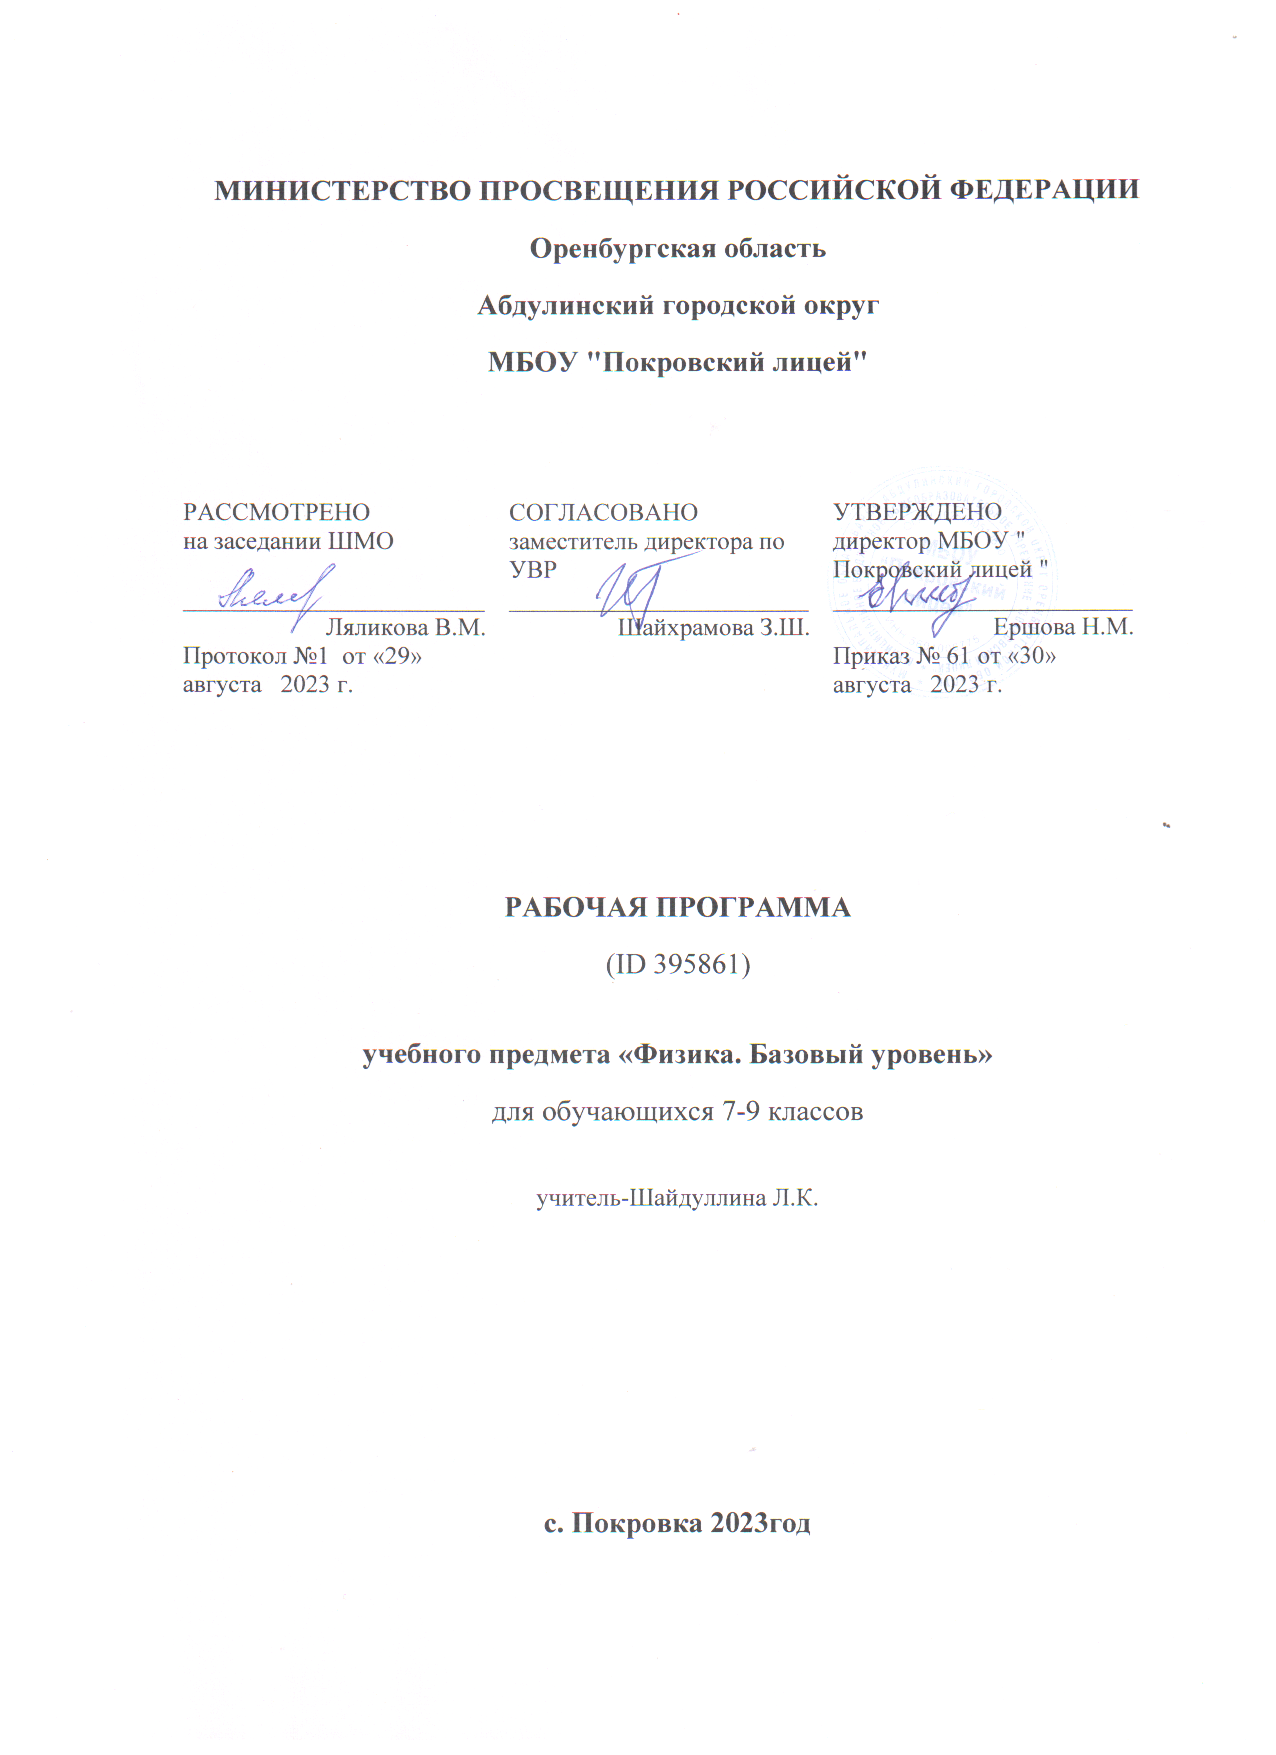 МИНИСТЕРСТВО ПРОСВЕЩЕНИЯ РОССИЙСКОЙ ФЕДЕРАЦИИ
Оренбургская область
Абдулинский городской округ
МБОУ "Покровский лицей"
РАССМОТРЕНО
на заседании ШМО
Ляликова В.М.
Протокол №1 от «29»
августа 2023 г.
СОГЛАСОВАНО
заместитель директора по
УВР
Шайхрамова З.Ш.
УТВЕРЖДЕНО
директор МБОУ "
Покровский лицей "
Ершова Н.М.
Приказ № 61 от «30»
августа 2023 г.
РАБОЧАЯ ПРОГРАММА
(ID 395861)
учебного предмета «Физика. Базовый уровень»
для обучающихся 7-9 классов
учитель-Шайдуллина Л.К.
с. Покровка 2023год